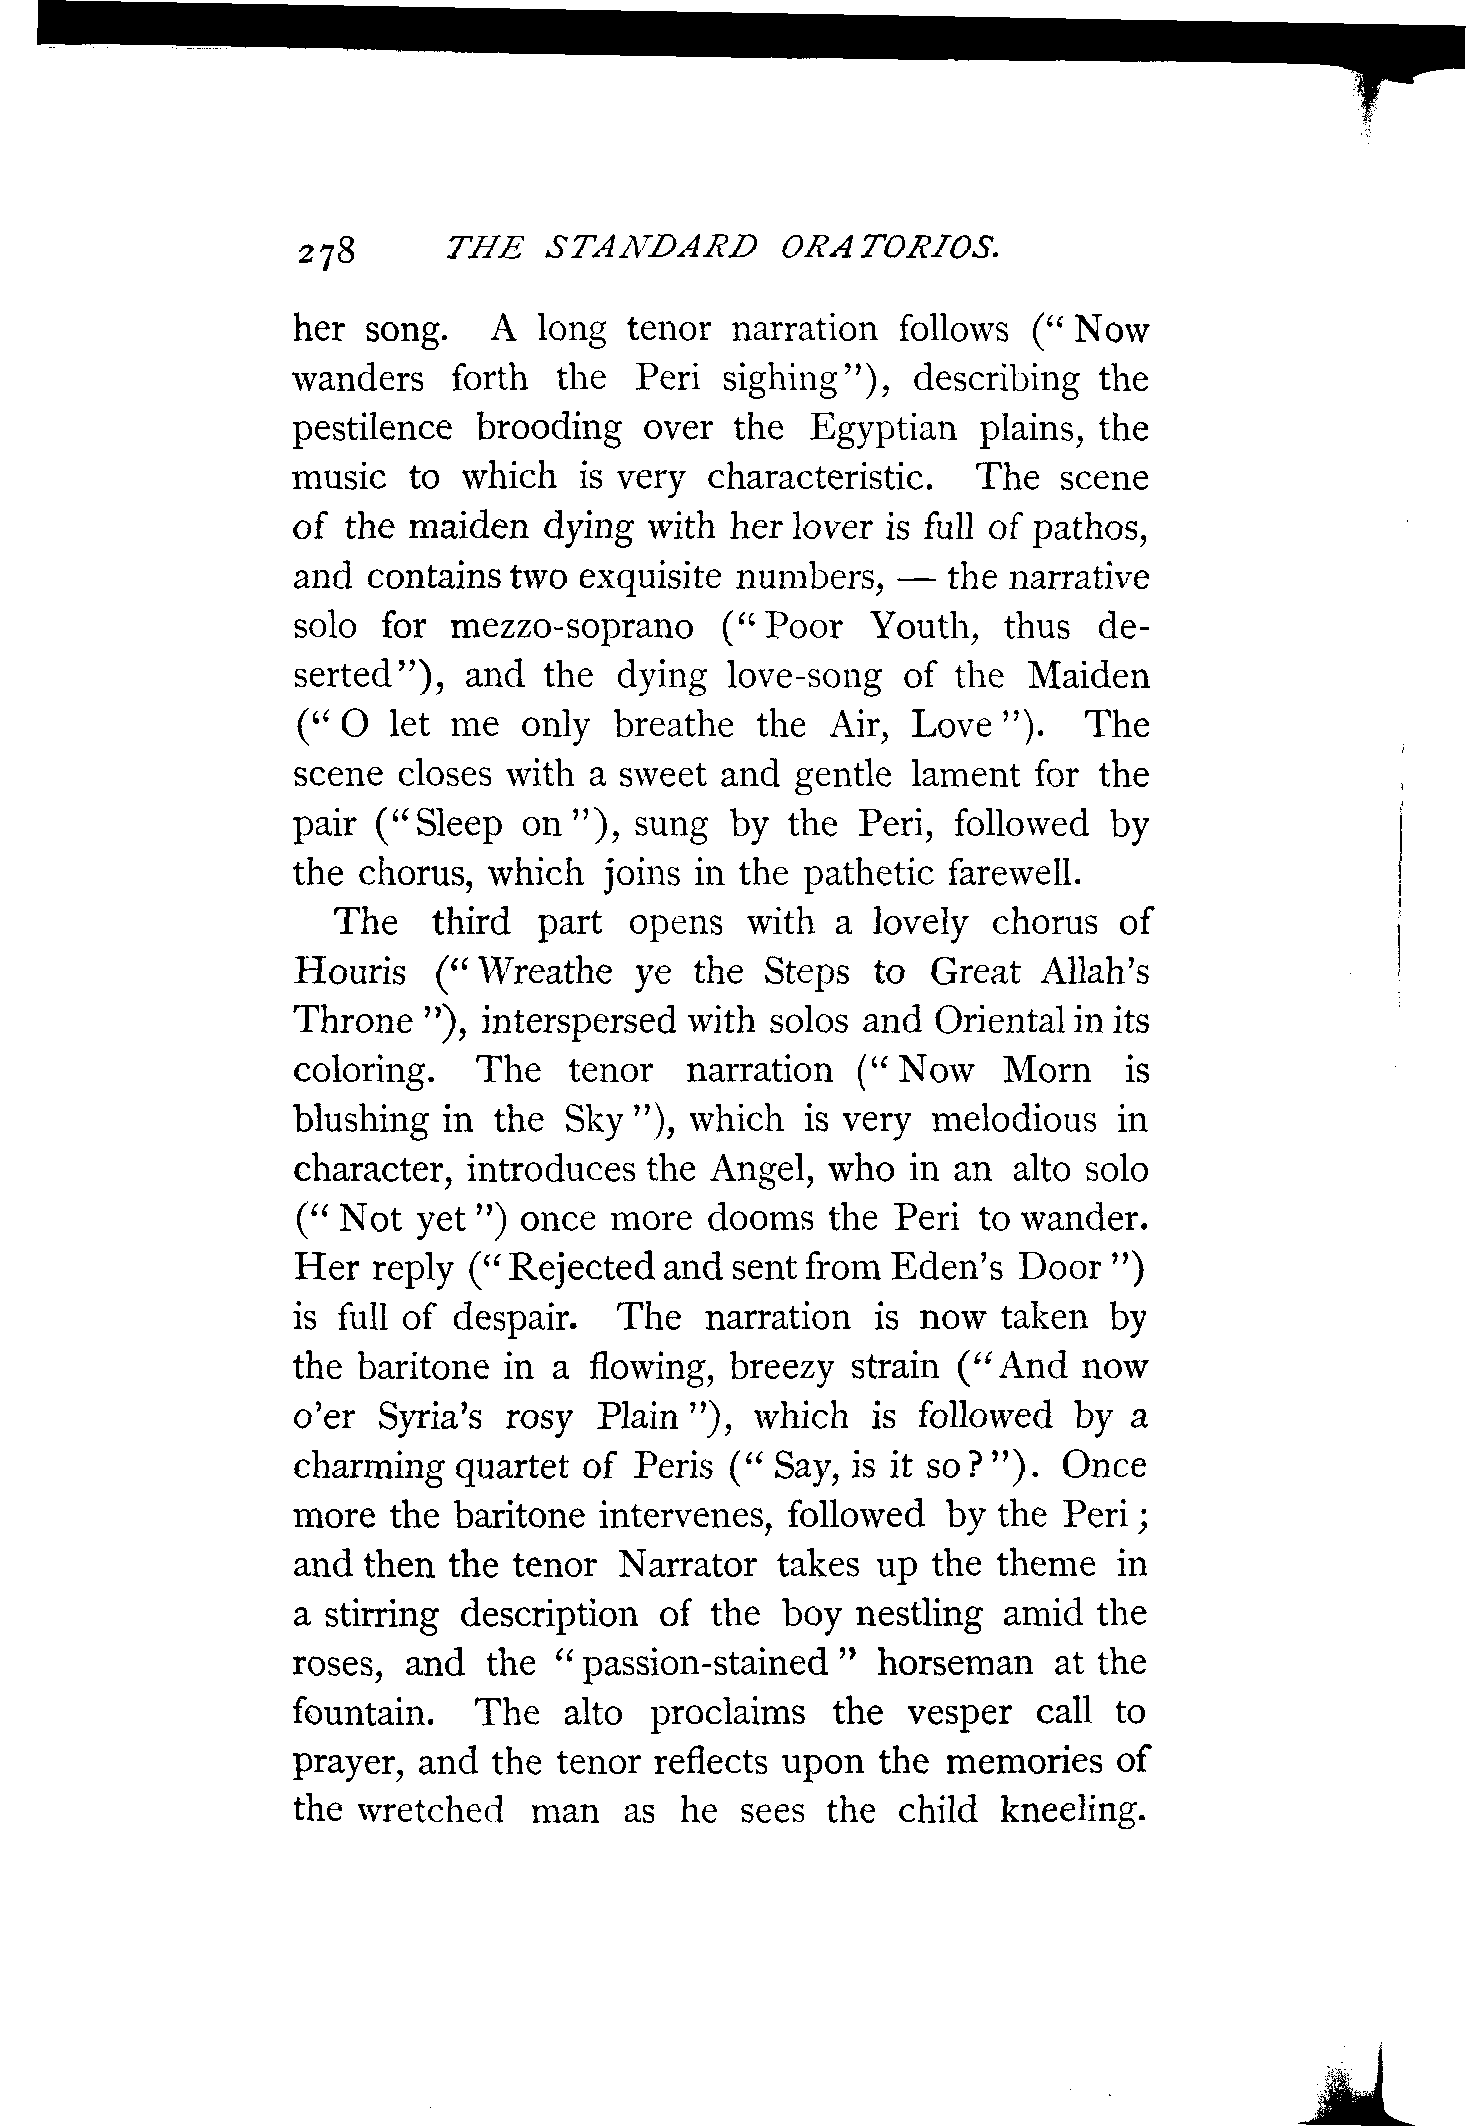 278 THE STANDARD ORATORIOS.
her song. A long tenor narration follows (“ Now
wanders forth the Peri sighing”), describing the
pestilence brooding over the Egyptian plains, the
music to which is very characteristic. The scene
of the maiden dying with her lover is full of pathos,
and contains two exquisite numbers, — the narrative
solo for mezzo-soprano (“ Poor Youth, thus de-
serted”), and the dying love-song of the Maiden
(“ O let me only breathe the Air, Love ”). The
scene closes with a sweet and gentle lament for the
pair (“ Sleep on ”), sung by the Peri, followed by
the chorus, which joins in the pathetic farewell.
The third part opens with a lovely chorus of
Houris (“ Wreathe ye the Steps to Great Allah's
Throne ”), interspersed with solos and Oriental in its
coloring. The tenor narration (“ Now Morn is
blushing in the Sky ”), which is very melodious in
character, introduces the Angel, who in an alto solo
(“ Not yet ”) once more dooms the Peri to wander.
Her reply (“ Rejected and sent from Eden's Door ”)
is full of despair. The narration is now taken by
the baritone in a flowing, breezy strain (“ And now
o'er Syria's rosy Plain ”), which is followed by a
charming quartet of Peris (“ Say, is it so? ”). Once
more the baritone intervenes, followed by the Peri ;
and then the tenor Narrator takes up the theme in
a stirring description of the boy nestling amid the
roses, and the “ passion-stained ” horseman at the
fountain. The alto proclaims the vesper call to
prayer, and the tenor reflects upon the memories of
the wretched man as he sees the child kneeling.